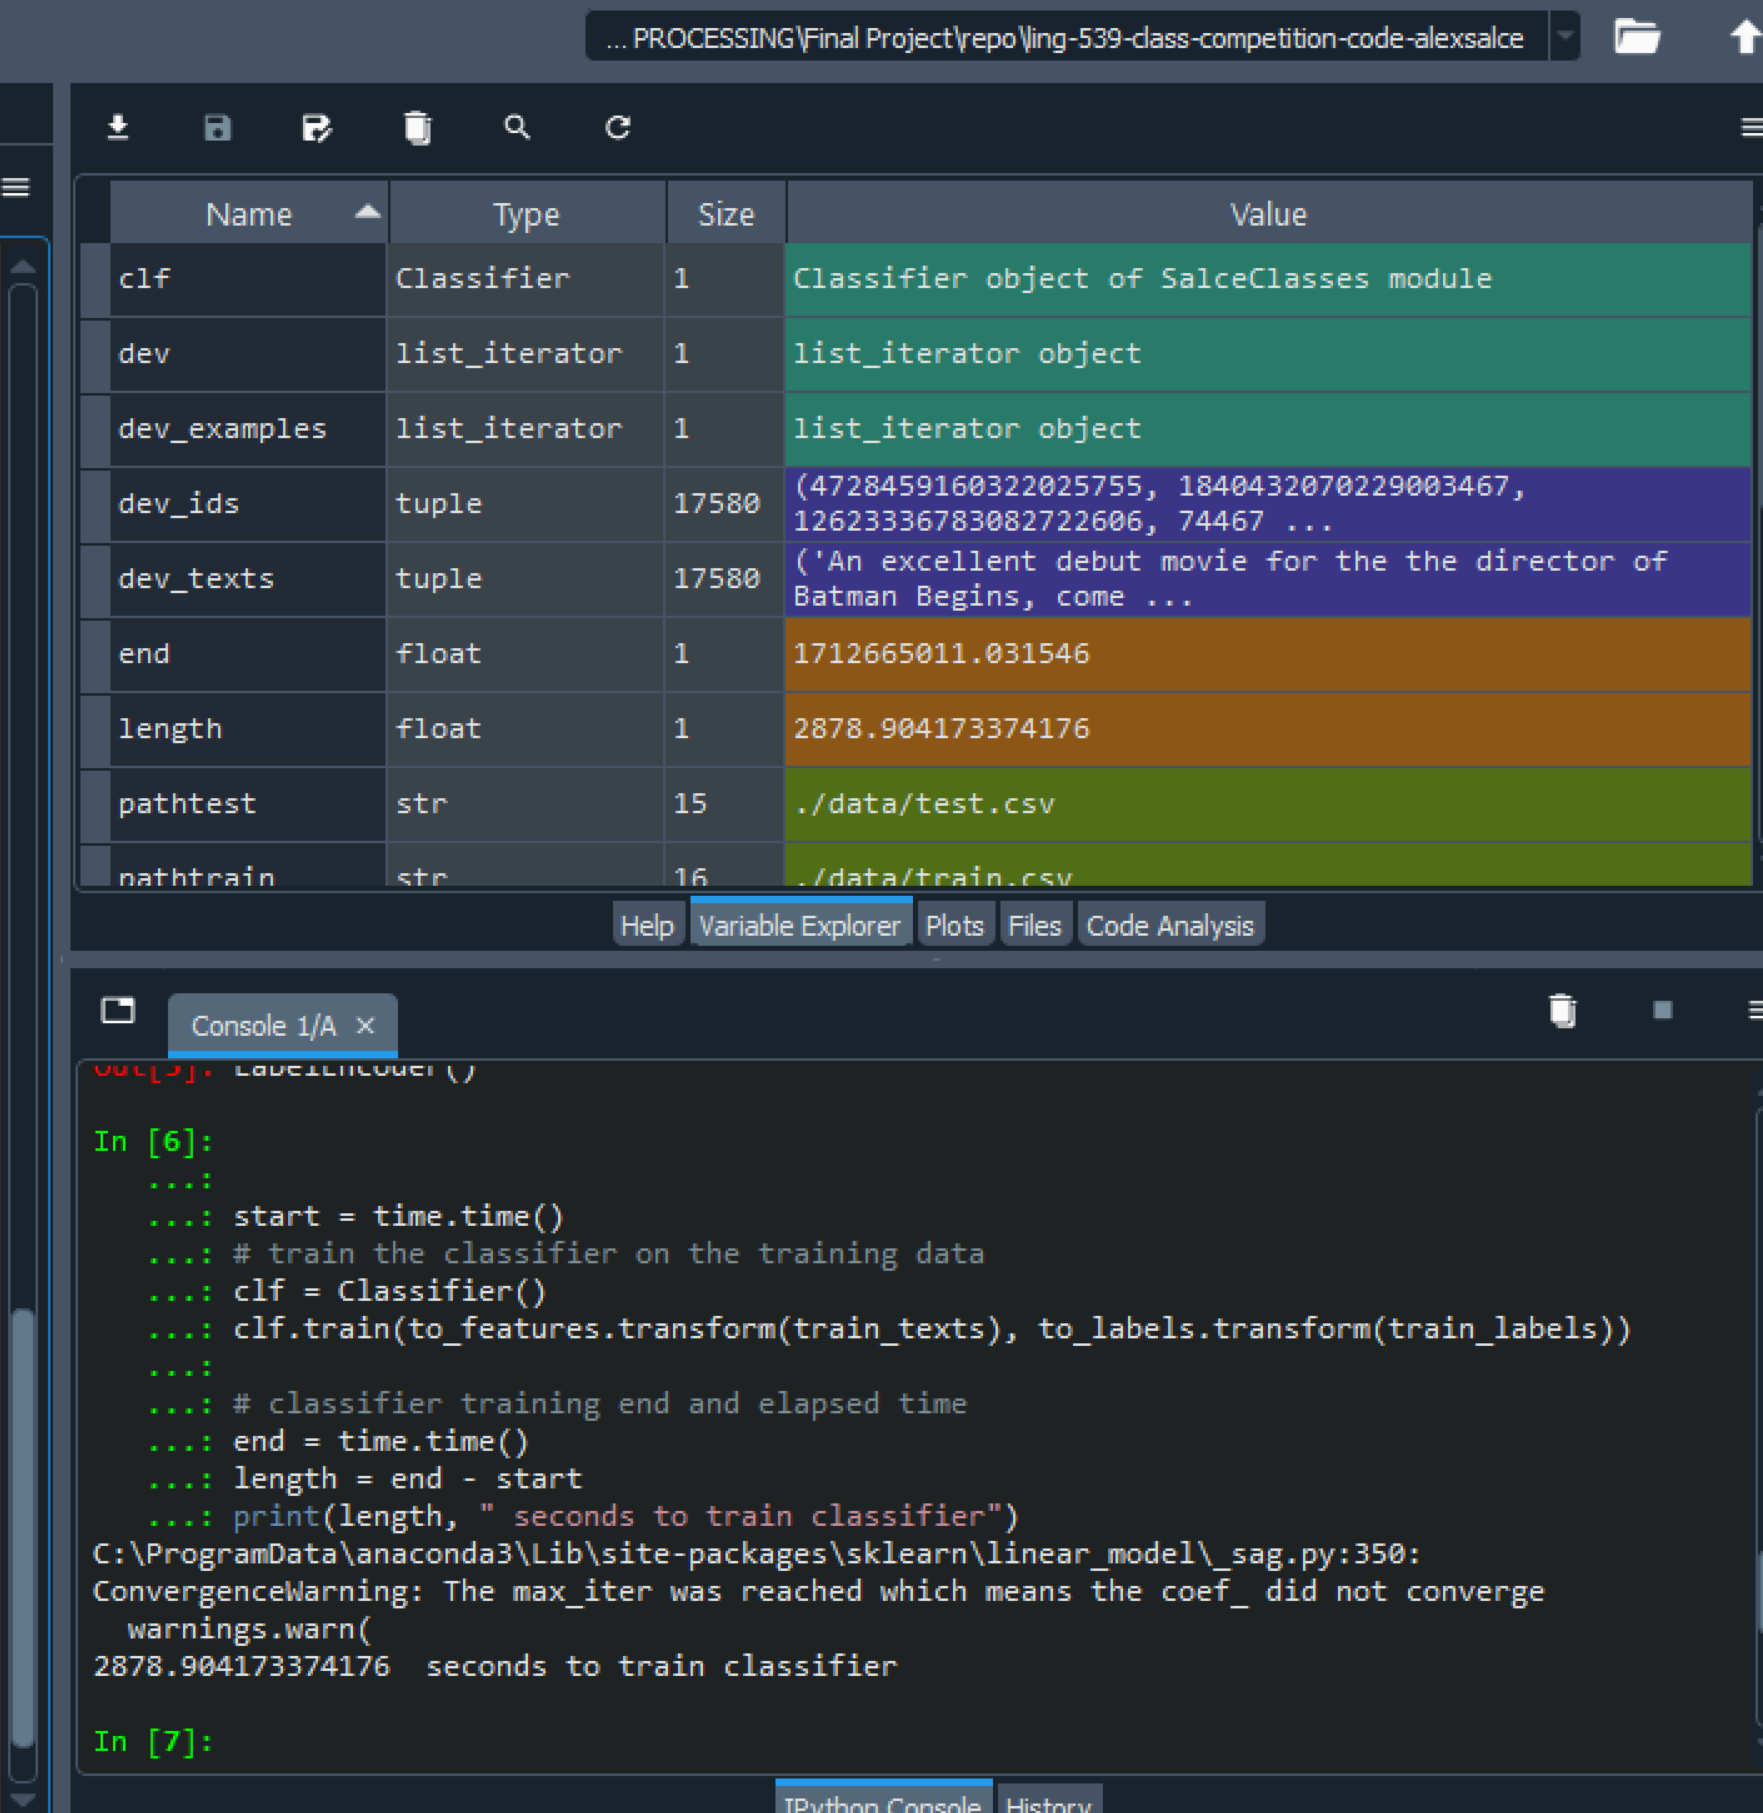 ... PROCESSING\Final Project\repo\ling-539-class-competition-code-alexsalce
Name Type Size Value
clf Classifier 1 Classifier object of SalceClasses module
dev list_iterator 1 list_iterator object
dev_examples list_iterator 1 list_iterator object
dev_ids tuple 17580 (4728459160322025755, 1840432070229003467,
12623336783082722606, 74467 ...
dev_texts tuple 17580 ('An excellent debut movie for the the director of
Batman Begins, come ...
end float 1 1712665011.031546
length float 1 2878.904173374176
pathtest str 15 ./data/test.csv
pathtrain str 16 ./data/train.csv
Help Variable Explorer Plots Files Code Analysis
Console 1/A
Out[5]: LabelEncoder()
In [6]:
...:
...: start = time.time()
...: # train the classifier on the training data
...: clf = Classifier()
...: clf.train(to_features.transform(train_texts), to_labels.transform(train_labels))
...:
...: # classifier training end and elapsed time
...: end = time.time()
...: length = end - start
...: print(length, " seconds to train classifier")
C:\ProgramData\anaconda3\Lib\site-packages\sklearn\linear_model\_sag.py:350:
ConvergenceWarning: The max_iter was reached which means the coef_ did not converge
warnings.warn(
2878.904173374176  seconds to train classifier
In [7]:
IPython Console History